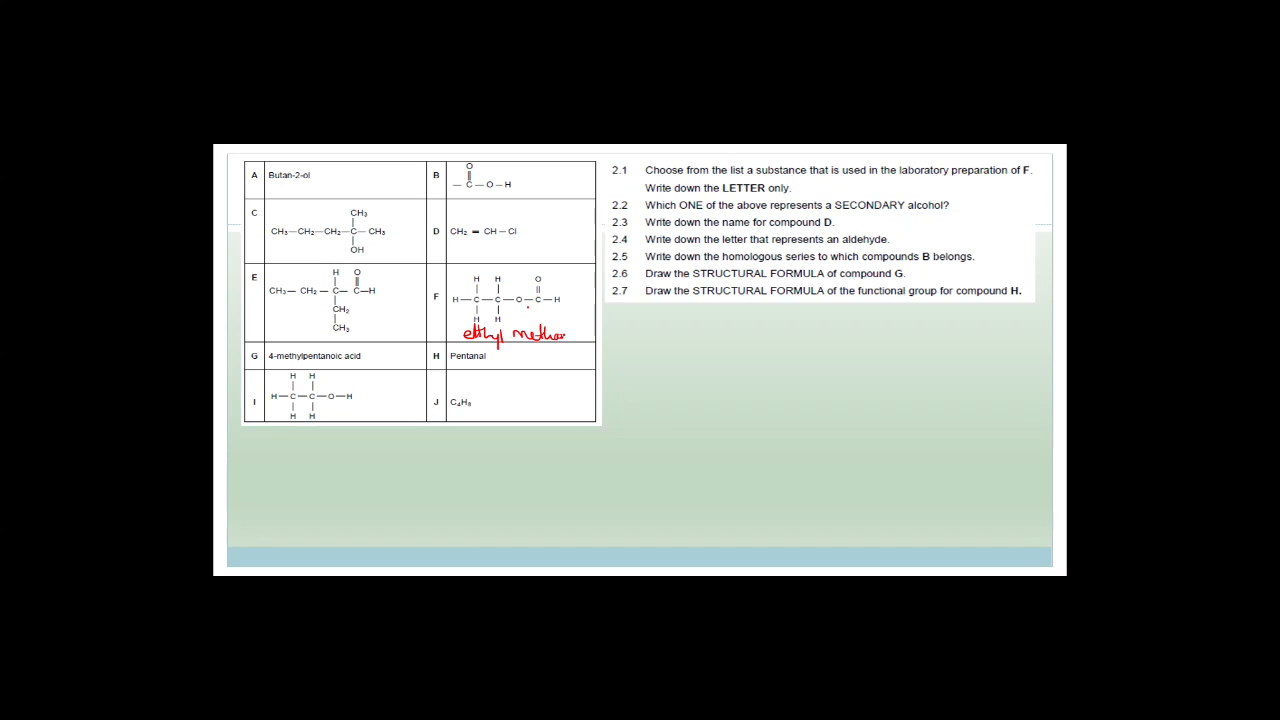 A Butan-2-ol B
O
||
— C — O — H
C
CH3
|
CH3—CH2—CH2—C—CH3
|
OH
D CH2 = CH — Cl
E
H O
| ||
CH3— CH2 — C— C—H
|
CH2
|
CH3
F
H H O
| | ||
H—C—C—O—C—H
| |
H H
ethyl methan
G 4-methylpentanoic acid H Pentanal
I
H H
| |
H—C—C—O—H
| |
H H
J C4H8
2.1 Choose from the list a substance that is used in the laboratory preparation of F.
Write down the LETTER only.
2.2 Which ONE of the above represents a SECONDARY alcohol?
2.3 Write down the name for compound D.
2.4 Write down the letter that represents an aldehyde.
2.5 Write down the homologous series to which compounds B belongs.
2.6 Draw the STRUCTURAL FORMULA of compound G.
2.7 Draw the STRUCTURAL FORMULA of the functional group for compound H.